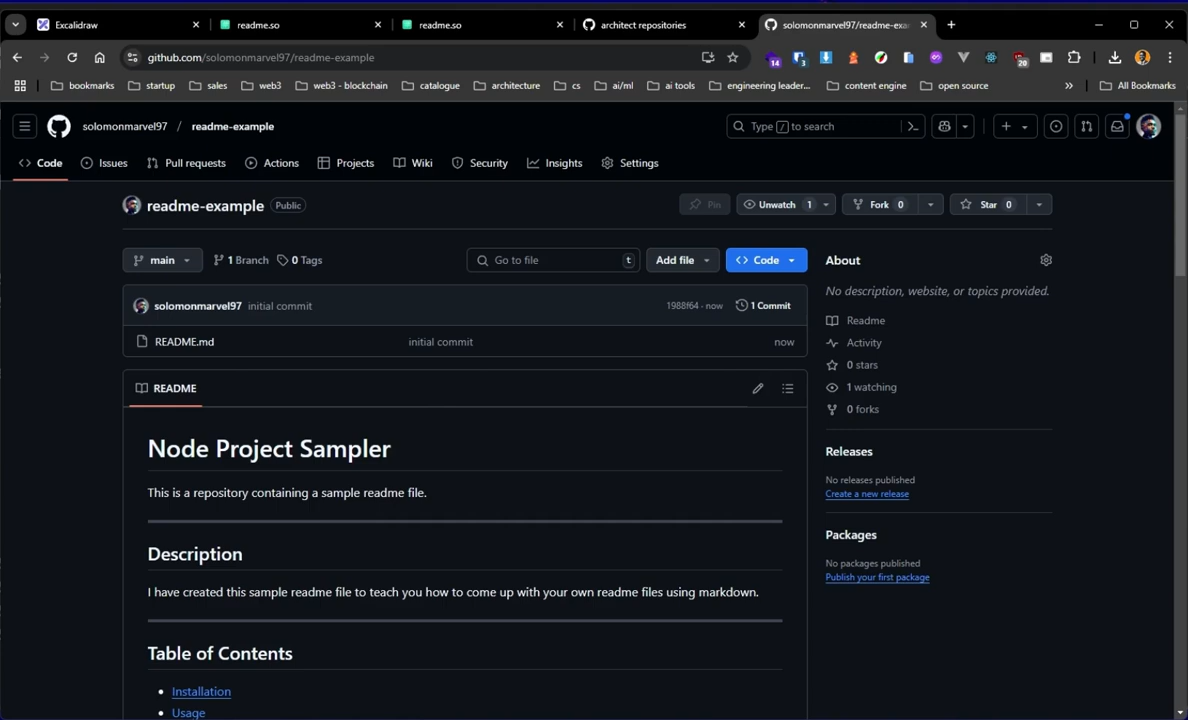 Excalidraw
readme.so
readme.so
architect repositories
solomonmarvel97/readme-exa
github.com/solomonmarvel97/readme-example
14
3
20
bookmarks
startup
sales
web3
web3 - blockchain
catalogue
architecture
cs
ai/ml
ai tools
engineering leader...
content engine
open source
All Bookmarks
solomonmarvel97 / readme-example
Type / to search
Code
Issues
Pull requests
Actions
Projects
Wiki
Security
Insights
Settings
readme-example Public
Pin
Unwatch 1
Fork 0
Star 0
main
1 Branch
0 Tags
Go to file t
Add file
Code
solomonmarvel97 initial commit
1988f64 · now
1 Commit
README.md
initial commit
now
README
Node Project Sampler
This is a repository containing a sample readme file.
Description
I have created this sample readme file to teach you how to come up with your own readme files using markdown.
Table of Contents
• Installation
• Usage
About
No description, website, or topics provided.
Readme
Activity
0 stars
1 watching
0 forks
Releases
No releases published
Create a new release
Packages
No packages published
Publish your first package